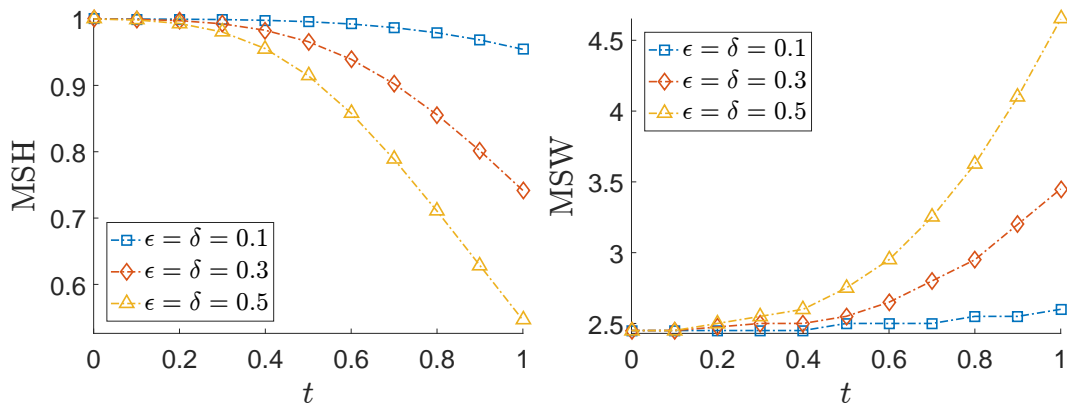 1
0.9
0.8
0.7
0.6
MSH
ϵ = δ = 0.1
ϵ = δ = 0.3
ϵ = δ = 0.5
0 0.2 0.4 0.6 0.8 1
t
4.5
4
3.5
3
2.5
MSW
ϵ = δ = 0.1
ϵ = δ = 0.3
ϵ = δ = 0.5
0 0.2 0.4 0.6 0.8 1
t